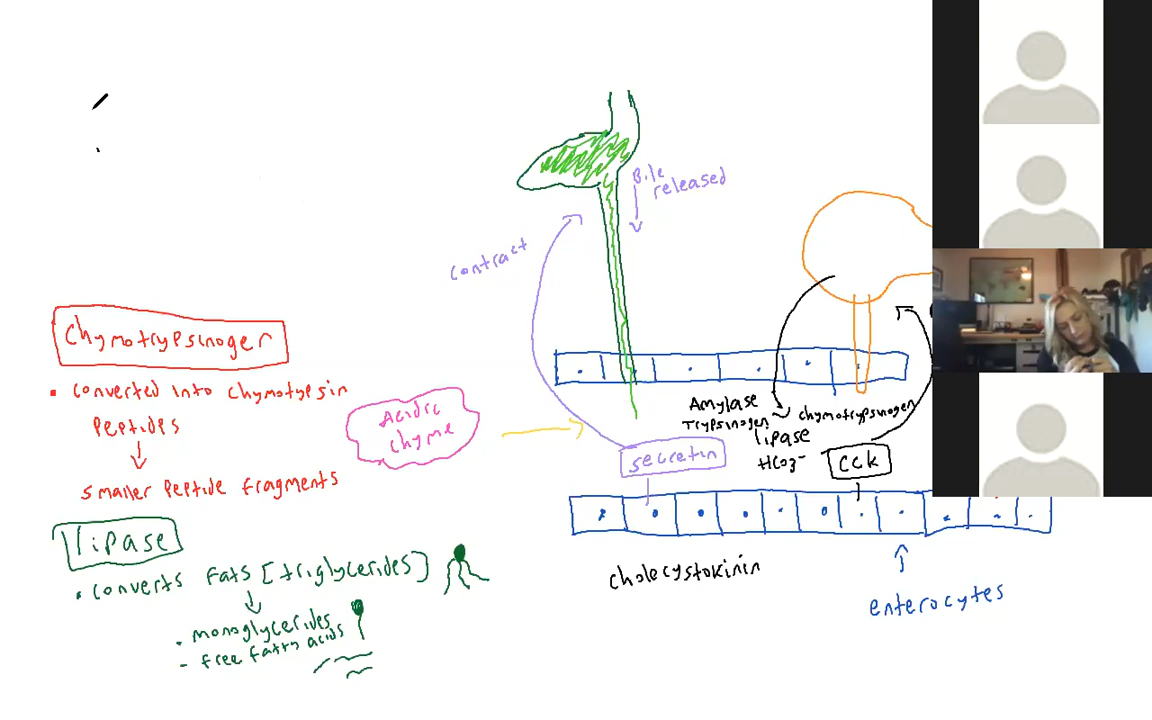 Bile
released
contract
chymotrypsinogen
• converted into chymotypsin
Peptides
smaller Peptide fragments
Acidic
chyme
Amylase
Trypsinogen
chymotrypsinogen
lipase
HCO3-
secretin
cck
lipase
• converts fats [triglycerides]
• monoglycerides
- free fatty acids
cholecystokinin
enterocytes